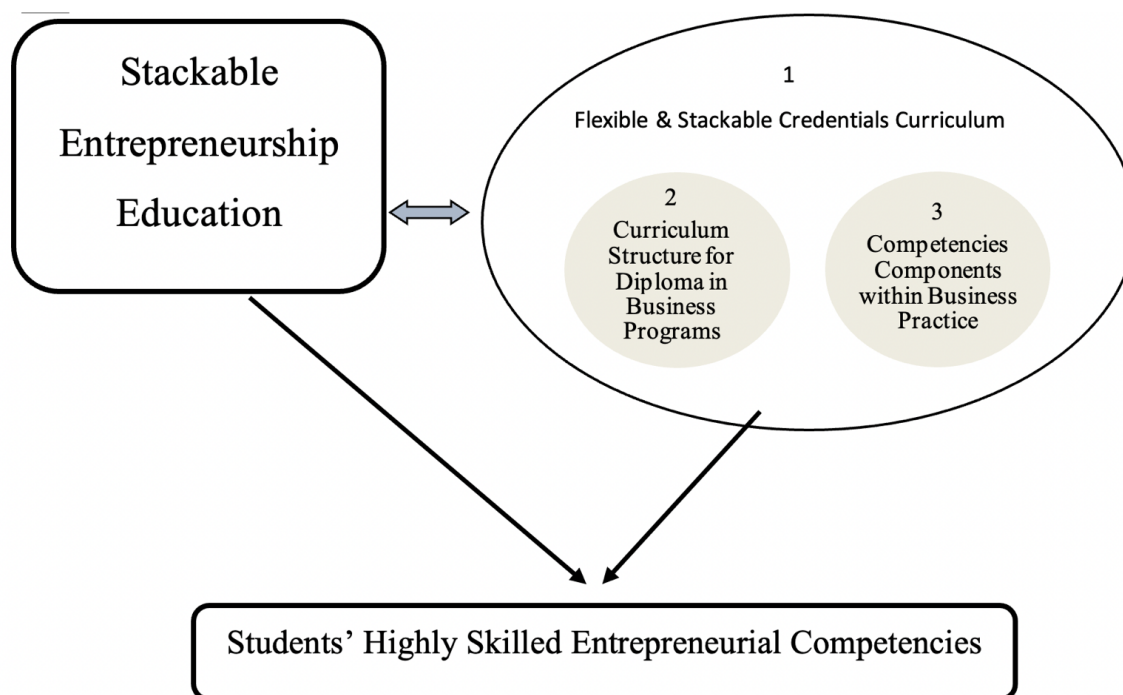 Stackable
Entrepreneurship
Education
1
Flexible & Stackable Credentials Curriculum
2
Curriculum
Structure for
Diploma in
Business
Programs
3
Competencies
Components
within Business
Practice
Students’ Highly Skilled Entrepreneurial Competencies